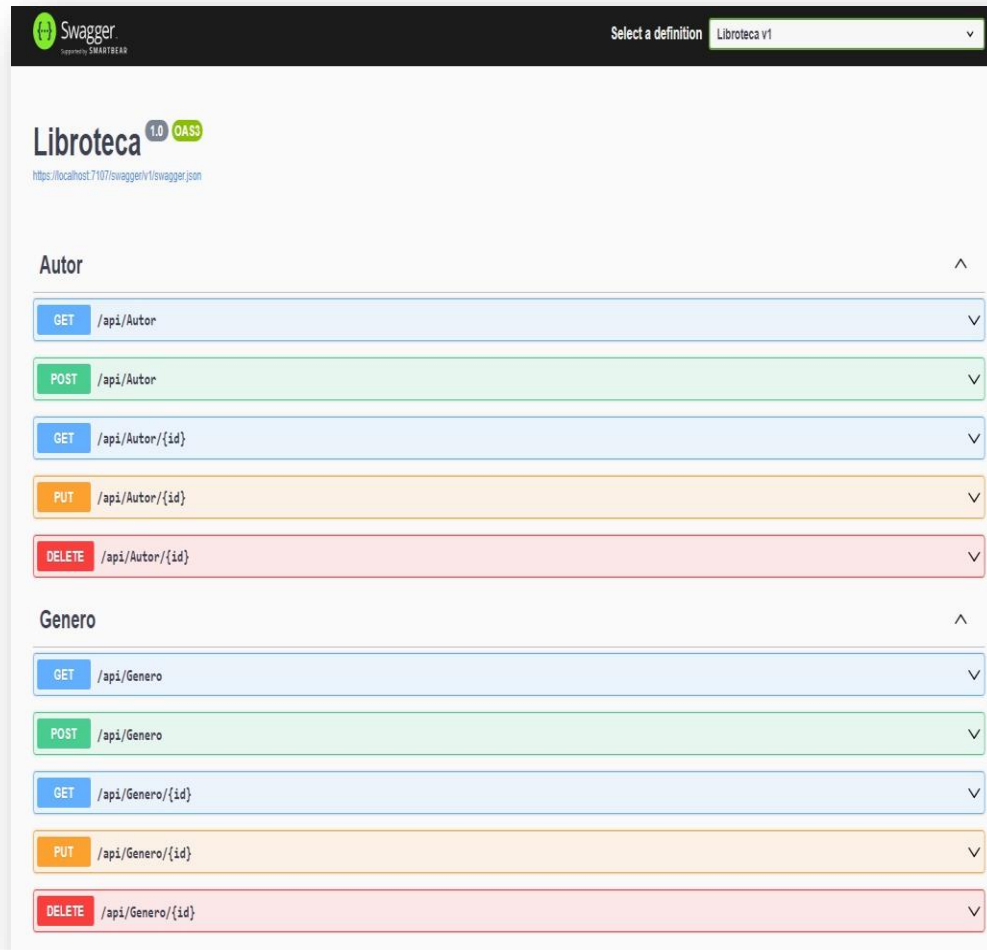 Swagger.
Supported by SMARTBEAR
Select a definition Libroteca v1
Libroteca 1.0 OAS3
https://localhost:7107/swagger/v1/swagger.json
Autor
GET /api/Autor
POST /api/Autor
GET /api/Autor/{id}
PUT /api/Autor/{id}
DELETE /api/Autor/{id}
Genero
GET /api/Genero
POST /api/Genero
GET /api/Genero/{id}
PUT /api/Genero/{id}
DELETE /api/Genero/{id}